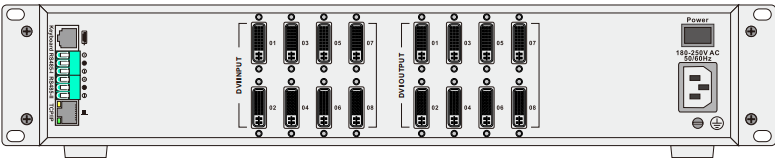 Keyboard RS485-I RS485-II TCP/IP
DVI INPUT
01 03 05 07
02 04 06 08
DVI OUTPUT
01 03 05 07
02 04 06 08
Power
180-250V AC
50/60Hz